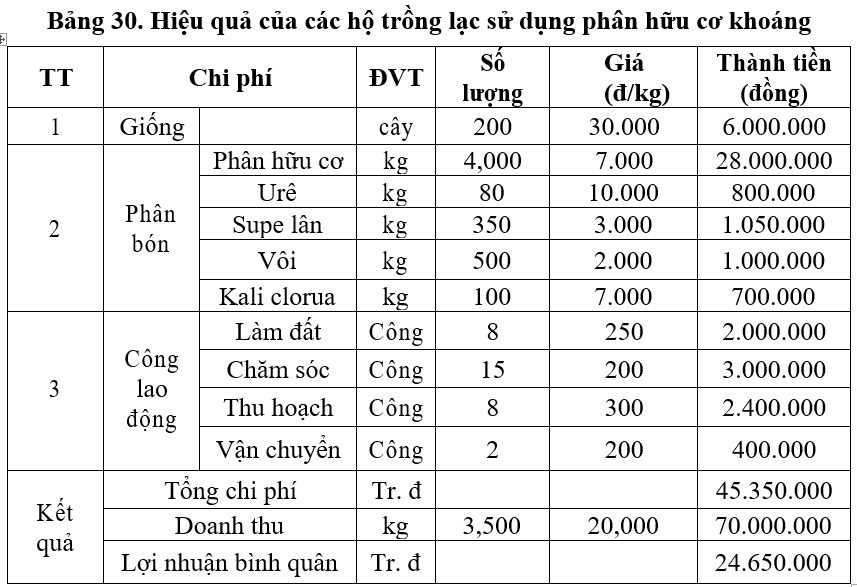 Bảng 30. Hiệu quả của các hộ trồng lạc sử dụng phân hữu cơ khoáng
TT Chi phí ĐVT Số lượng Giá (đ/kg) Thành tiền (đồng)
1 Giống cây 200 30.000 6.000.000
2 Phân bón Phân hữu cơ kg 4,000 7.000 28.000.000
Urê kg 80 10.000 800.000
Supe lân kg 350 3.000 1.050.000
Vôi kg 500 2.000 1.000.000
Kali clorua kg 100 7.000 700.000
3 Công lao động Làm đất Công 8 250 2.000.000
Chăm sóc Công 15 200 3.000.000
Thu hoạch Công 8 300 2.400.000
Vận chuyển Công 2 200 400.000
Kết quả Tổng chi phí Tr. đ 45.350.000
Doanh thu kg 3,500 20,000 70.000.000
Lợi nhuận bình quân Tr. đ 24.650.000